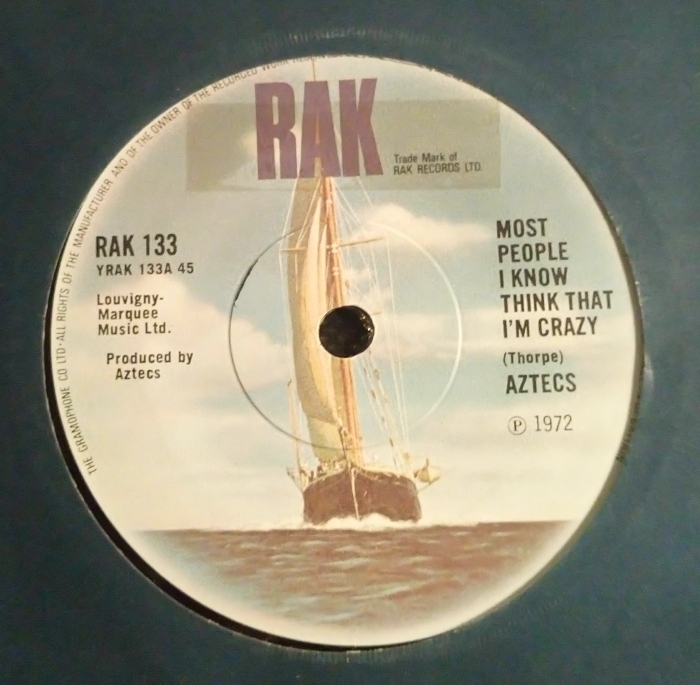 THE GRAMOPHONE CO LTD·ALL RIGHTS OF THE MANUFACTURER AND OF THE OWNER OF THE RECORDED WORK
RAK
Trade Mark of
RAK RECORDS LTD.
RAK 133
YRAK 133A 45
Louvigny-
Marquee
Music Ltd.
Produced by
Aztecs
MOST
PEOPLE
I KNOW
THINK THAT
I'M CRAZY
(Thorpe)
AZTECS
Ⓟ 1972